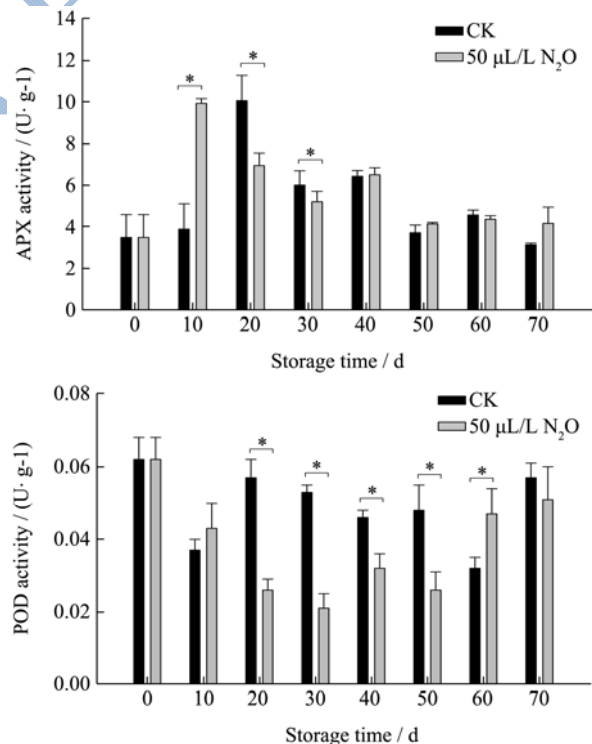 CK
50 μL/L N₂O
APX activity / (U· g-1)
14
12
10
8
6
4
2
0
* * *
0 10 20 30 40 50 60 70
Storage time / d
CK
50 μL/L N₂O
POD activity / (U· g-1)
0.08
0.06
0.04
0.02
0.00
* * * * *
0 10 20 30 40 50 60 70
Storage time / d